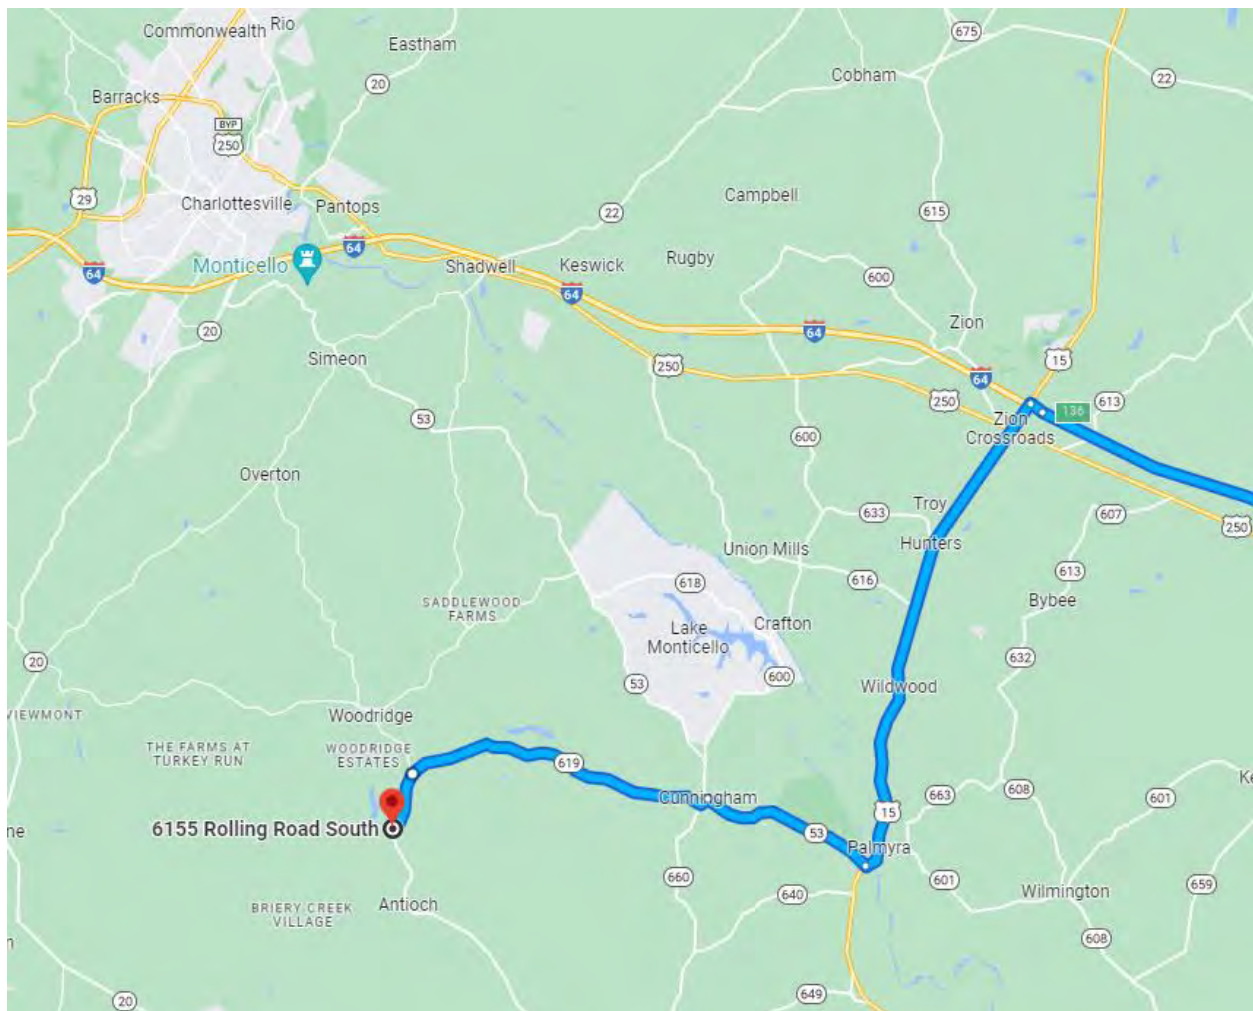 Commonwealth
Rio
Eastham
675
Cobham
22
20
Barracks
BYP
250
29
Charlottesville
Pantops
Campbell
22
615
64
Monticello
64
Shadwell
Keswick
Rugby
600
64
Zion
20
64
15
Simeon
250
64
250
136
613
53
Zion
Crossroads
600
Overton
Troy
633
607
Hunters
250
Union Mills
618
616
613
SADDLEWOOD
FARMS
Bybee
Crafton
Lake
Monticello
20
632
53
600
Wildwood
Woodridge
VIEWMONT
THE FARMS AT
TURKEY RUN
WOODRIDGE
ESTATES
619
Ke
Cunningham
663
608
601
15
6155 Rolling Road South
53
ne
Palmyra
660
601
640
Wilmington
659
Antioch
BRIERY CREEK
VILLAGE
608
n
20
649